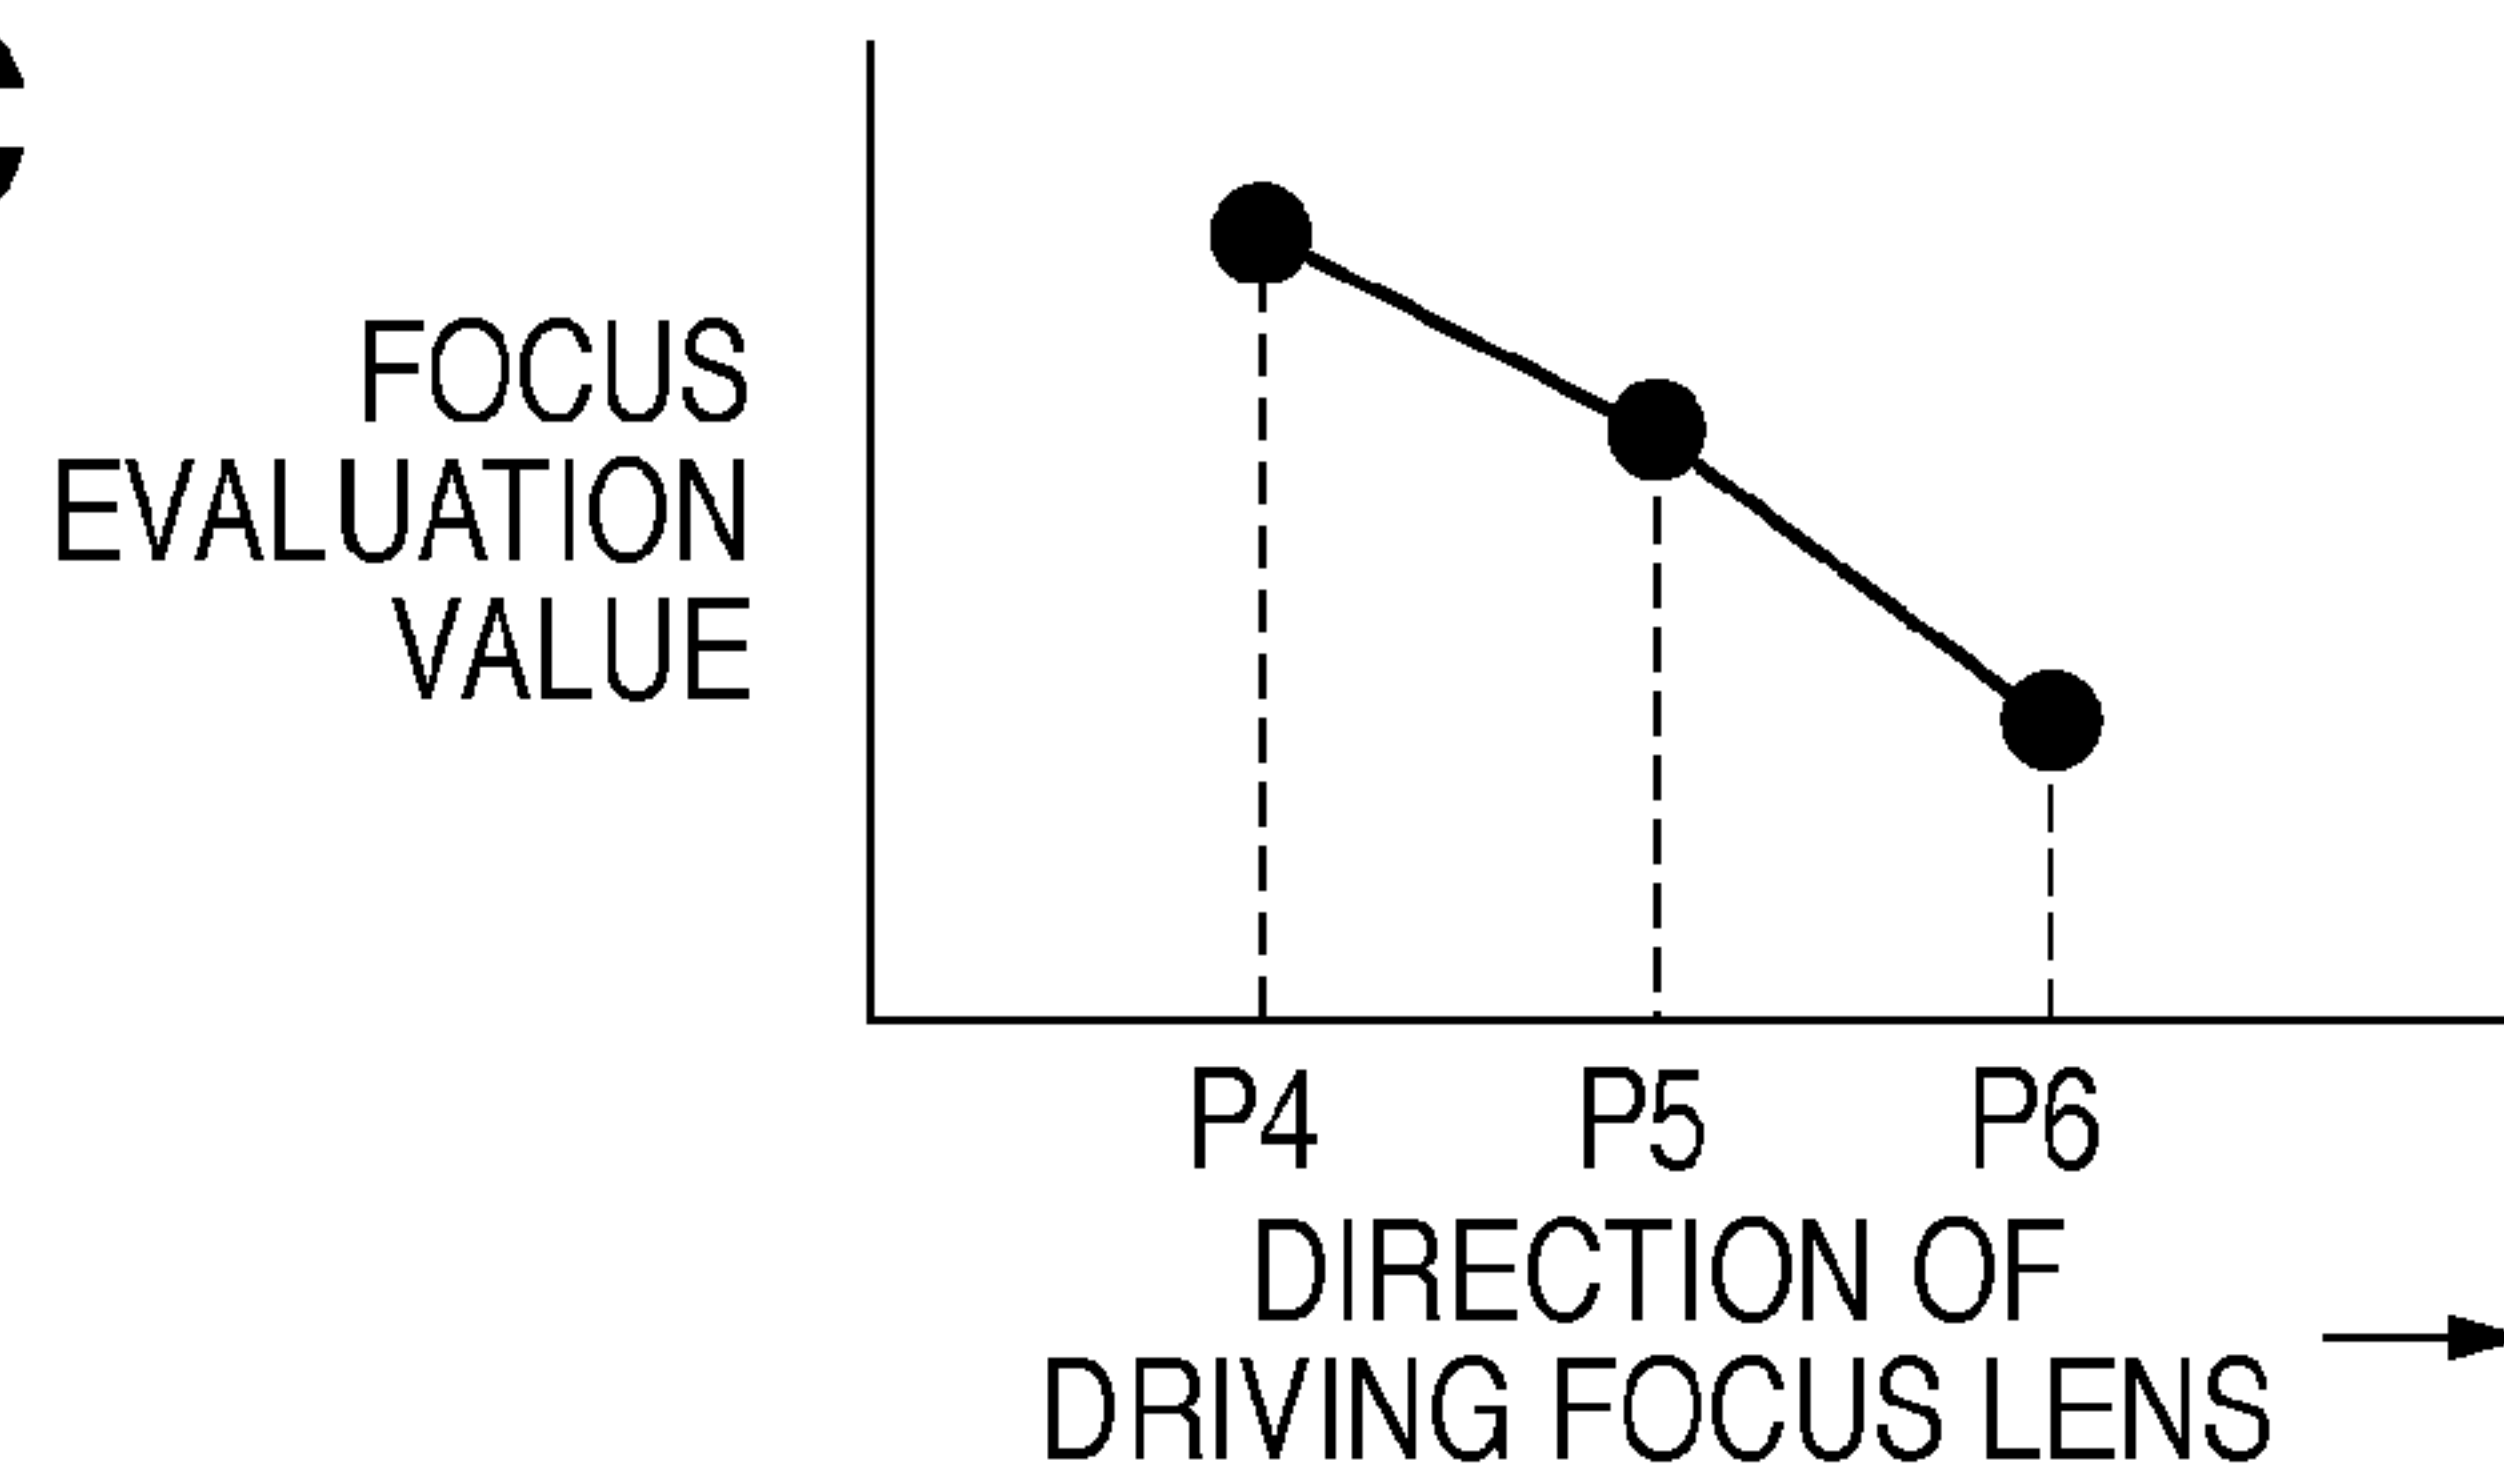 FOCUS
EVALUATION
VALUE
P4 P5 P6
DIRECTION OF
DRIVING FOCUS LENS